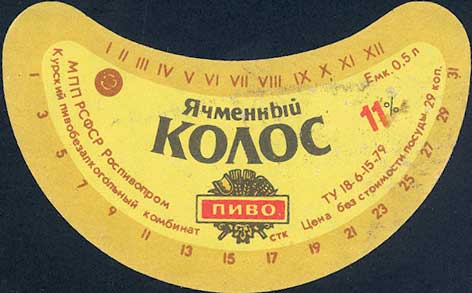 I II III IV V VI VII VIII IX X XI XII
МПП РСФСР Роспивопром
Курский пивобезалкогольный комбинат
Ячменный
КОЛОС
11%
Емк. 0,5 л
ПИВО
ТУ 18-6-15-79
стк Цена без стоимости посуды 29 коп.
1 3 5 7 9 11 13 15 17 19 21 23 25 27 29 31